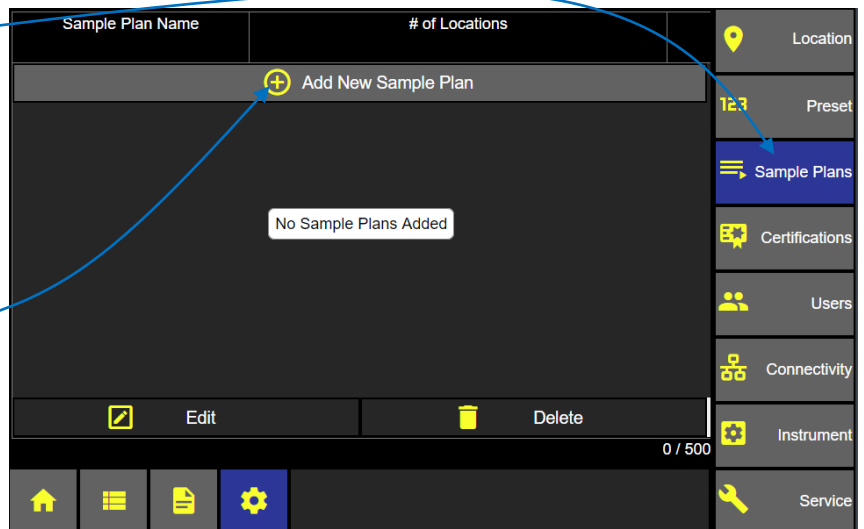 Sample Plan Name
# of Locations
Add New Sample Plan
No Sample Plans Added
Edit
Delete
0 / 500
Location
123
Preset
Sample Plans
Certifications
Users
Connectivity
Instrument
Service